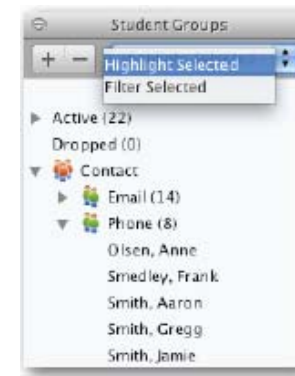 Student Groups
Highlight Selected
Filter Selected
Active (22)
Dropped (0)
Contact
Email (14)
Phone (8)
Olsen, Anne
Smedley, Frank
Smith, Aaron
Smith, Gregg
Smith, Jamie